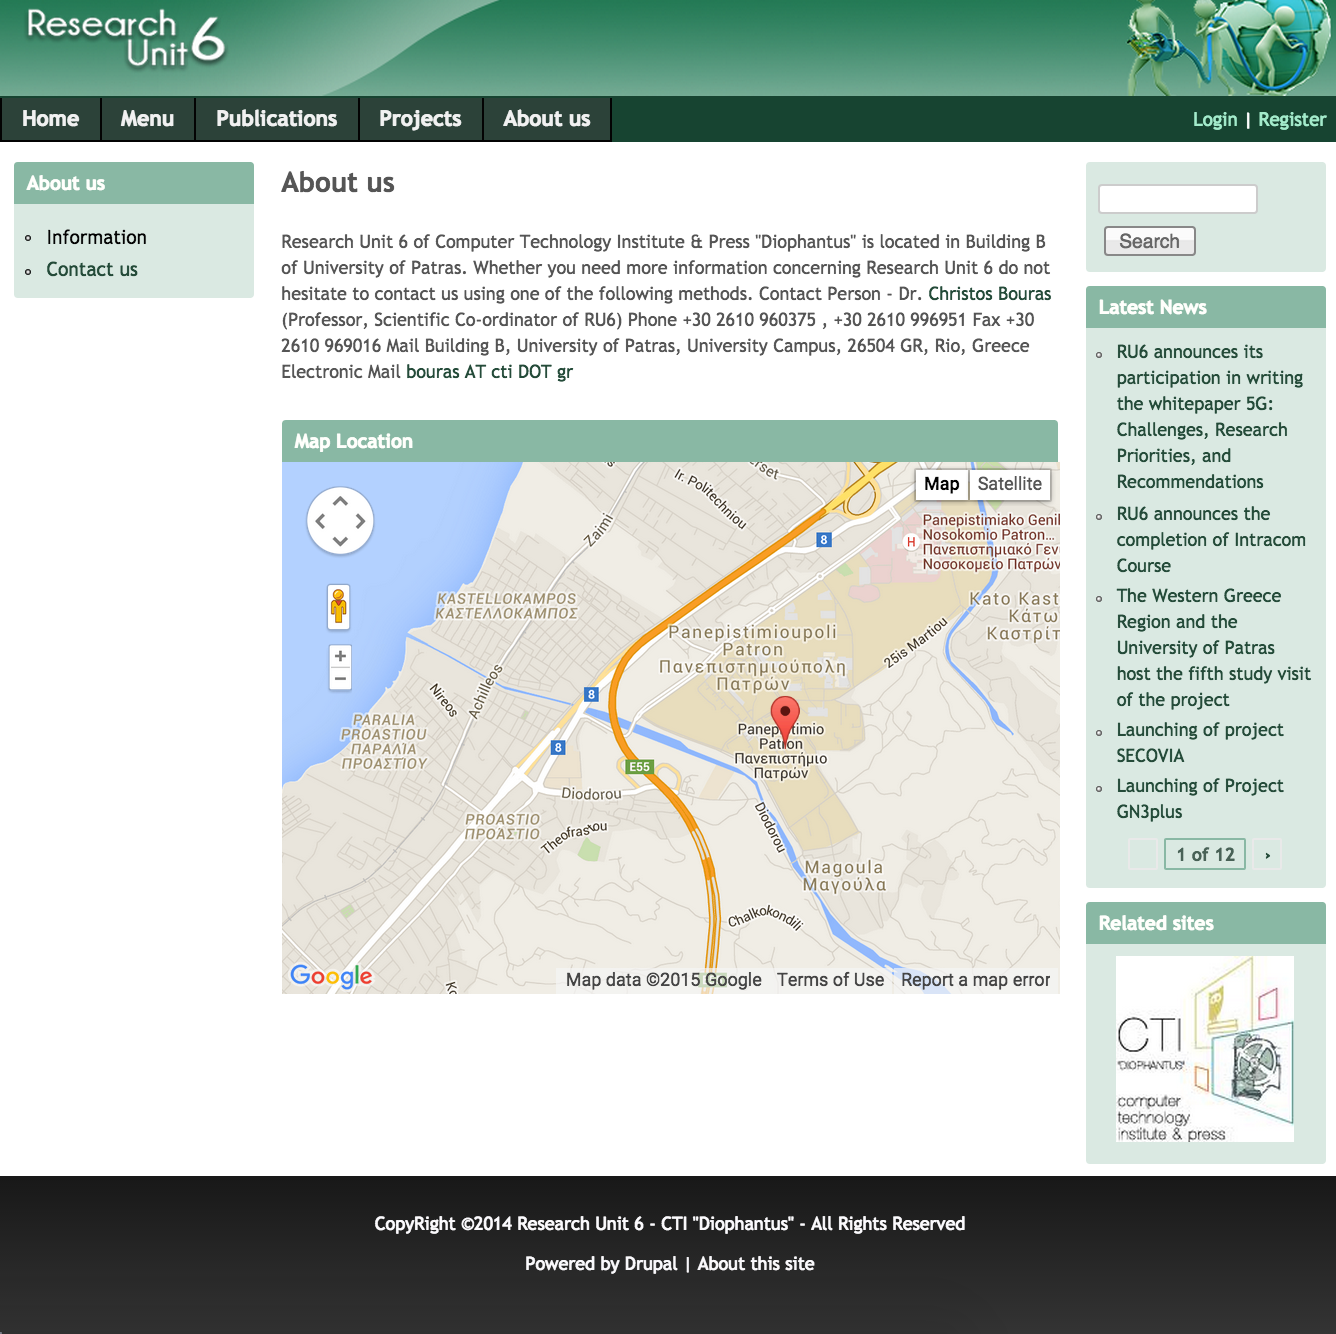 Research
Unit 6
Home
Menu
Publications
Projects
About us
Login | Register
About us
Information
Contact us
About us
Research Unit 6 of Computer Technology Institute & Press "Diophantus" is located in Building B
of University of Patras. Whether you need more information concerning Research Unit 6 do not
hesitate to contact us using one of the following methods. Contact Person - Dr. Christos Bouras
(Professor, Scientific Co-ordinator of RU6) Phone +30 2610 960375 , +30 2610 996951 Fax +30
2610 969016 Mail Building B, University of Patras, University Campus, 26504 GR, Rio, Greece
Electronic Mail bouras AT cti DOT gr
Map Location
Map
Satellite
Ir. Politechniou
Zaimi
8
H
Panepistimiako Genik
Nosokomio Patron...
Πανεπιστημιακό Γενι
Νοσοκομείο Πατρών
KASTELLOKAMPOS
ΚΑΣΤΕΛΛΟΚΑΜΠΟΣ
Kato Kast
Κάτω
Καστρίτ
Panepistimioupoli
Patron
Πανεπιστημιούπολη
Πατρών
25is Martiou
Achilleos
Nireos
8
PARALIA
PROASTIOU
ΠΑΡΑΛΊΑ
ΠΡΟΑΣΤΊΟΥ
8
Panepistimio
Patron
Πανεπιστήμιο
Πατρών
E55
Diodorou
PROASTIO
ΠΡΟΑΣΤΙΟ
Theofrastou
Diodorou
Magoula
Μαγούλα
Chalkokondili
Google
Map data ©2015 Google
Terms of Use
Report a map error
Search
Latest News
RU6 announces its
participation in writing
the whitepaper 5G:
Challenges, Research
Priorities, and
Recommendations
RU6 announces the
completion of Intracom
Course
The Western Greece
Region and the
University of Patras
host the fifth study visit
of the project
Launching of project
SECOVIA
Launching of Project
GN3plus
1 of 12
›
Related sites
CTI
"DIOPHANTUS"
computer
technology
institute & press
CopyRight ©2014 Research Unit 6 - CTI "Diophantus" - All Rights Reserved
Powered by Drupal | About this site